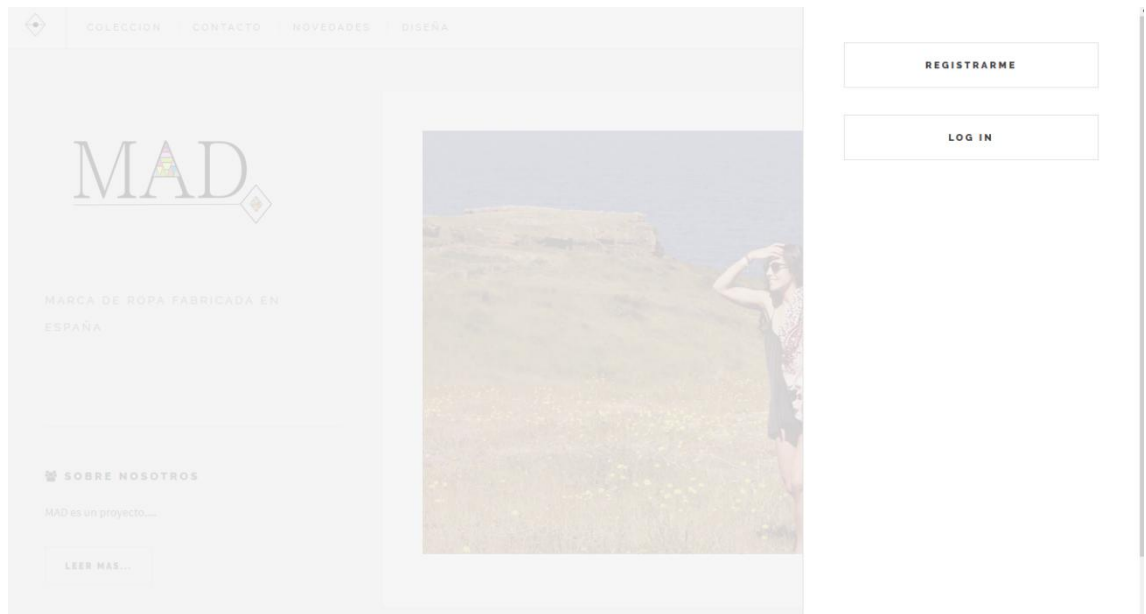 COLECCION
CONTACTO
NOVEDADES
DISEÑA
REGISTRARME
LOG IN
MAD
MARCA DE ROPA FABRICADA EN
ESPAÑA
SOBRE NOSOTROS
MAD es un proyecto.....
LEER MAS...